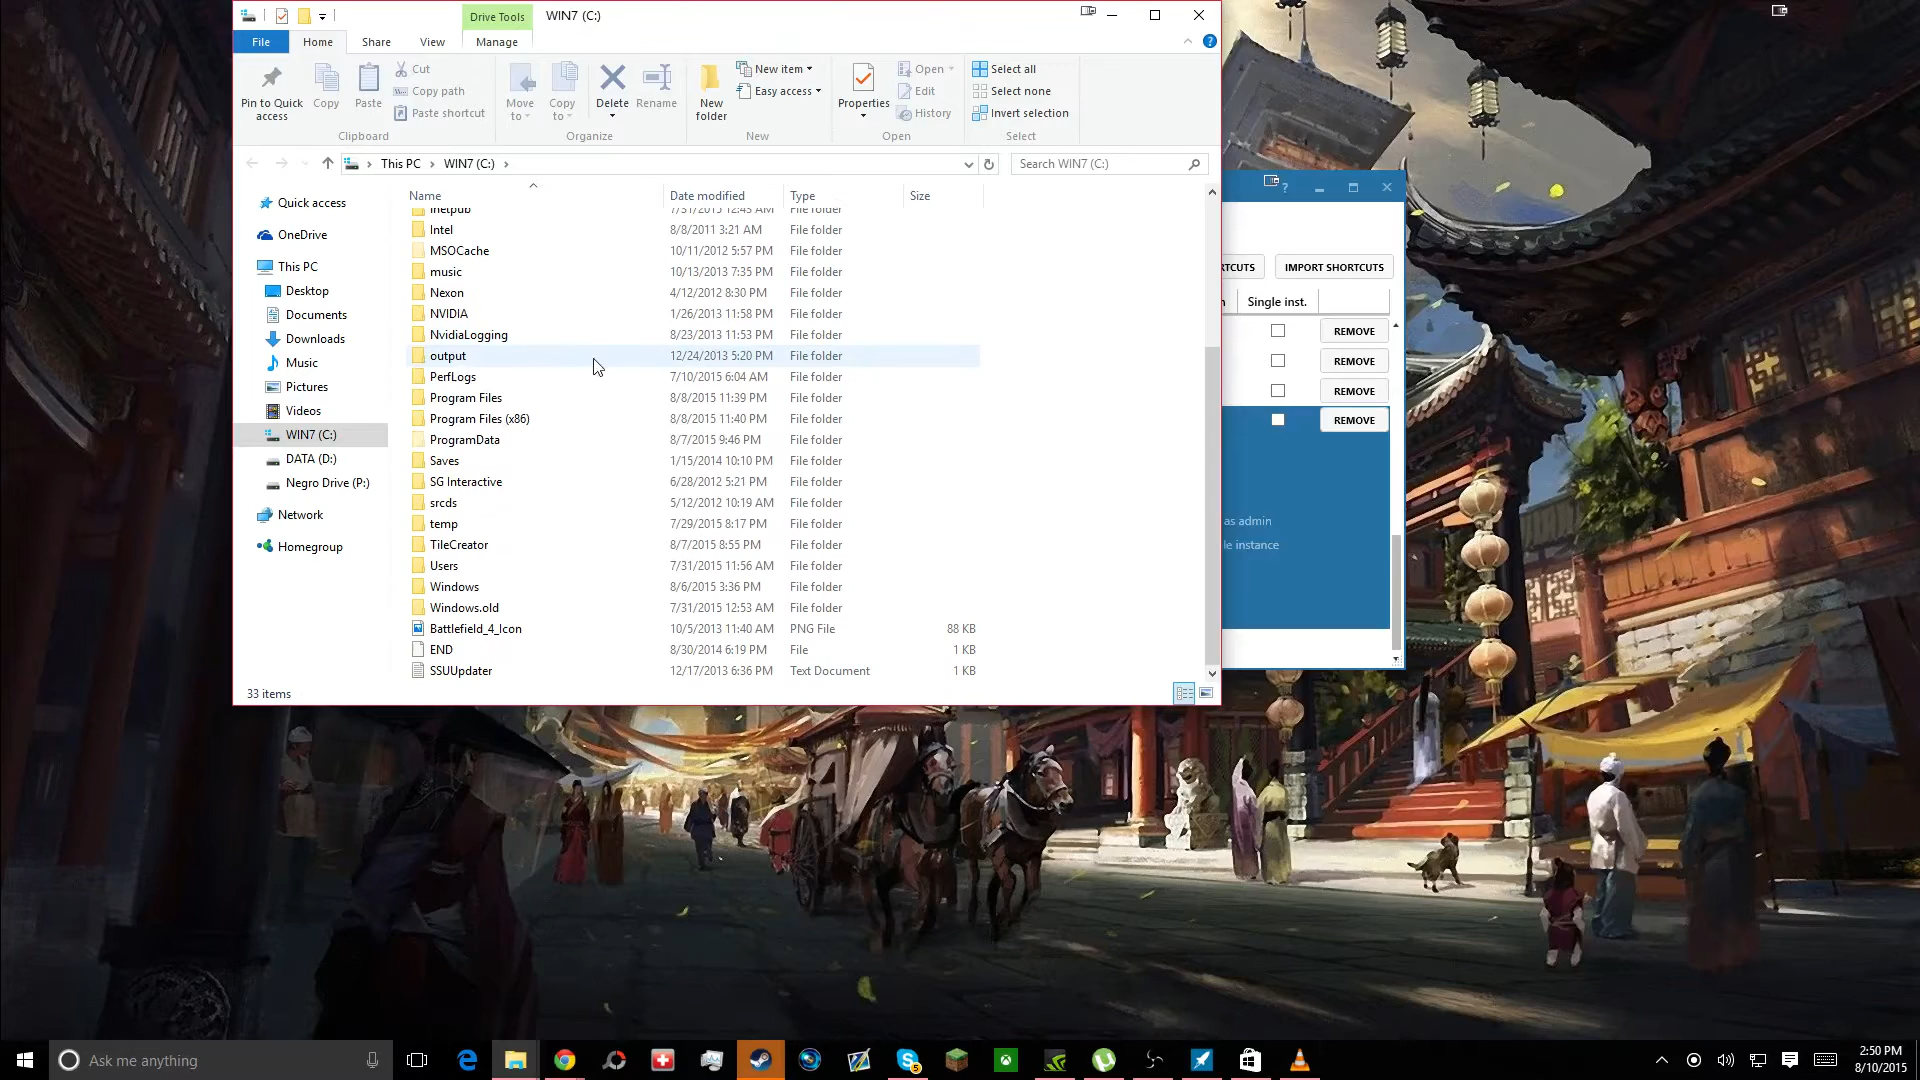 Drive Tools
WIN7 (C:)
File
Home
Share
View
Manage
Pin to Quick access
Copy
Paste
Cut
Copy path
Paste shortcut
Clipboard
Move to
Copy to
Delete
Rename
Organize
New folder
New item
Easy access
New
Properties
Open
Edit
History
Open
Select all
Select none
Invert selection
Select
This PC
WIN7 (C:)
Search WIN7 (C:)
Quick access
OneDrive
This PC
Desktop
Documents
Downloads
Music
Pictures
Videos
WIN7 (C:)
DATA (D:)
Negro Drive (P:)
Network
Homegroup
Name Date modified Type Size
inetpub 7/31/2015 12:43 AM File folder
Intel 8/8/2011 3:21 AM File folder
MSOCache 10/11/2012 5:57 PM File folder
music 10/13/2013 7:35 PM File folder
Nexon 4/12/2012 8:30 PM File folder
NVIDIA 1/26/2013 11:58 PM File folder
NvidiaLogging 8/23/2013 11:53 PM File folder
output 12/24/2013 5:20 PM File folder
PerfLogs 7/10/2015 6:04 AM File folder
Program Files 8/8/2015 11:39 PM File folder
Program Files (x86) 8/8/2015 11:40 PM File folder
ProgramData 8/7/2015 9:46 PM File folder
Saves 1/15/2014 10:10 PM File folder
SG Interactive 6/28/2012 5:21 PM File folder
srcds 5/12/2012 10:19 AM File folder
temp 7/29/2015 8:17 PM File folder
TileCreator 8/7/2015 8:55 PM File folder
Users 7/31/2015 11:56 AM File folder
Windows 8/6/2015 3:36 PM File folder
Windows.old 7/31/2015 12:53 AM File folder
Battlefield_4_Icon 10/5/2013 11:40 AM PNG File 88 KB
END 8/30/2014 6:19 PM File 1 KB
SSUUpdater 12/17/2013 6:36 PM Text Document 1 KB
33 items
RTCUTS
IMPORT SHORTCUTS
n
Single inst.
REMOVE
REMOVE
REMOVE
REMOVE
as admin
le instance
Ask me anything
5
2:50 PM
8/10/2015